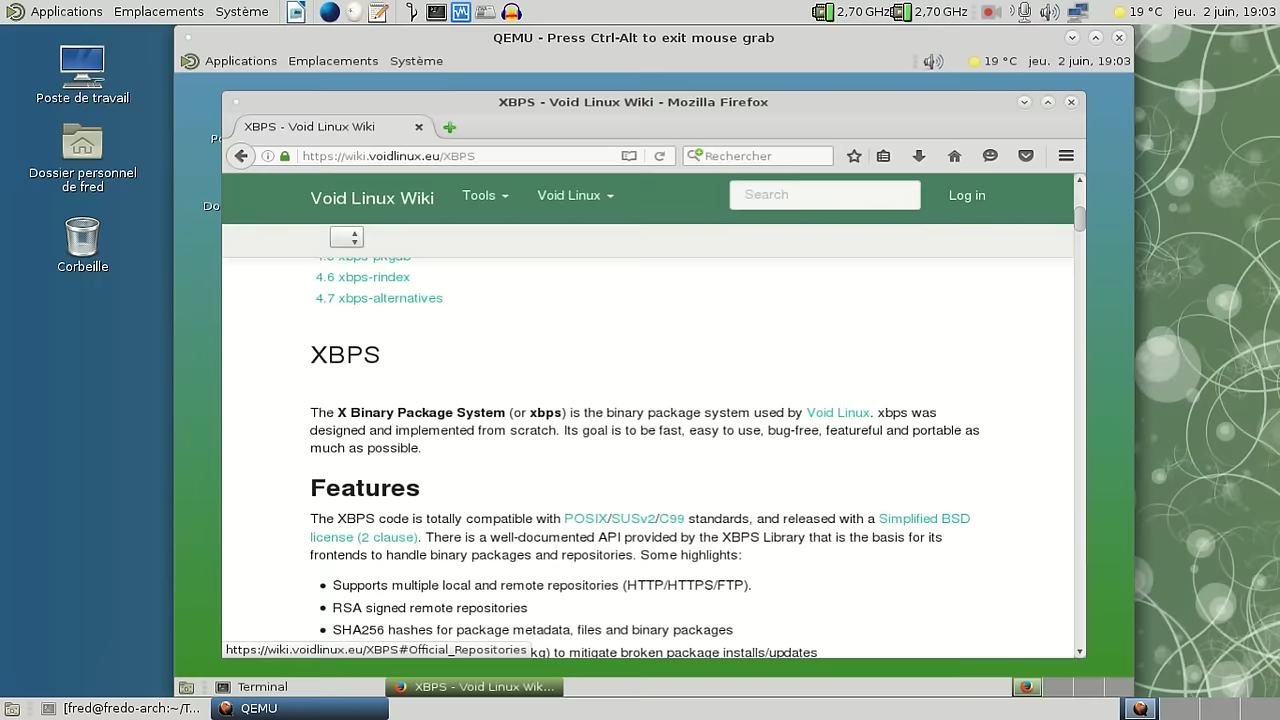 Applications Emplacements Système 2,70 GHz 2,70 GHz 19 °C jeu. 2 juin, 19:03
QEMU - Press Ctrl-Alt to exit mouse grab
Applications Emplacements Système 19 °C jeu. 2 juin, 19:03
Poste de travail
Dossier personnel
de fred
Corbeille
Do
XBPS - Void Linux Wiki - Mozilla Firefox
XBPS - Void Linux Wiki
https://wiki.voidlinux.eu/XBPS Rechercher
Void Linux Wiki Tools Void Linux Search Log in
4.6 xbps-rindex
4.7 xbps-alternatives
XBPS
The X Binary Package System (or xbps) is the binary package system used by Void Linux. xbps was
designed and implemented from scratch. Its goal is to be fast, easy to use, bug-free, featureful and portable as
much as possible.
Features
The XBPS code is totally compatible with POSIX/SUSv2/C99 standards, and released with a Simplified BSD
license (2 clause). There is a well-documented API provided by the XBPS Library that is the basis for its
frontends to handle binary packages and repositories. Some highlights:
Supports multiple local and remote repositories (HTTP/HTTPS/FTP).
RSA signed remote repositories
SHA256 hashes for package metadata, files and binary packages
https://wiki.voidlinux.eu/XBPS#Official_Repositories kg) to mitigate broken package installs/updates
Terminal XBPS - Void Linux Wik...
[fred@fredo-arch:~/T... QEMU